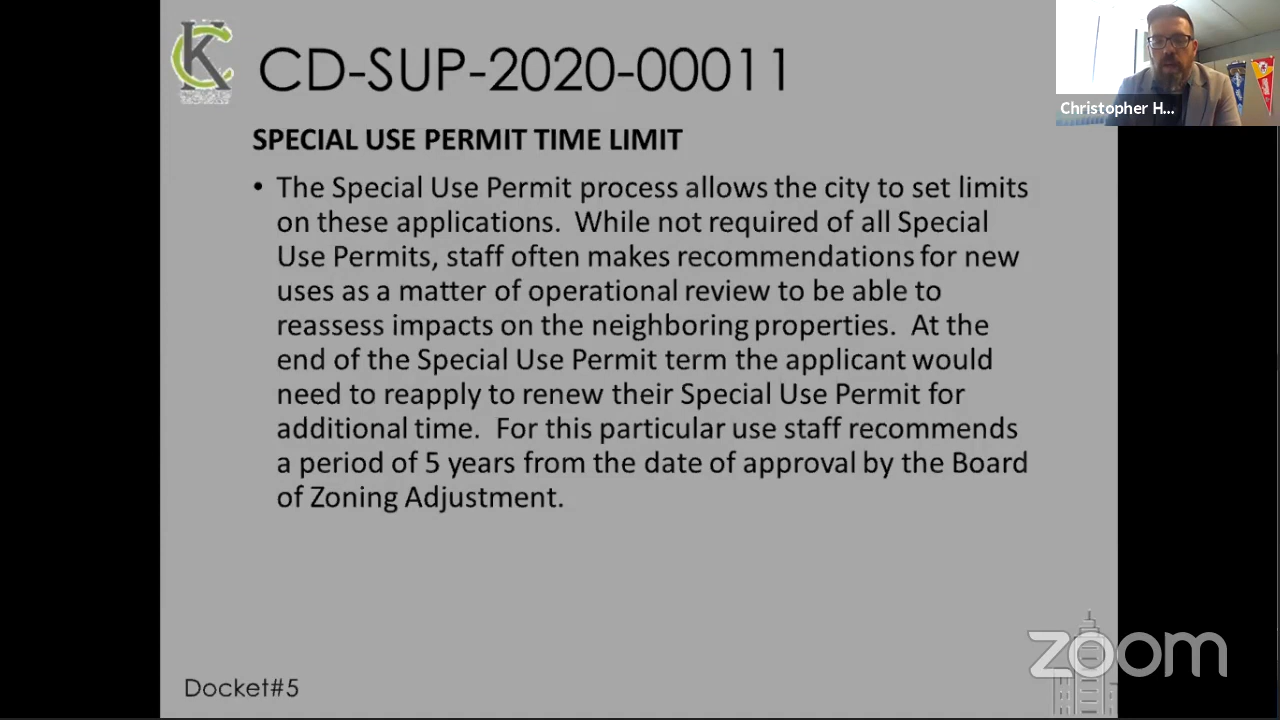 KC
CD-SUP-2020-00011
Christopher H...
SPECIAL USE PERMIT TIME LIMIT
• The Special Use Permit process allows the city to set limits
on these applications.  While not required of all Special
Use Permits, staff often makes recommendations for new
uses as a matter of operational review to be able to
reassess impacts on the neighboring properties.  At the
end of the Special Use Permit term the applicant would
need to reapply to renew their Special Use Permit for
additional time.  For this particular use staff recommends
a period of 5 years from the date of approval by the Board
of Zoning Adjustment.
zoom
Docket#5